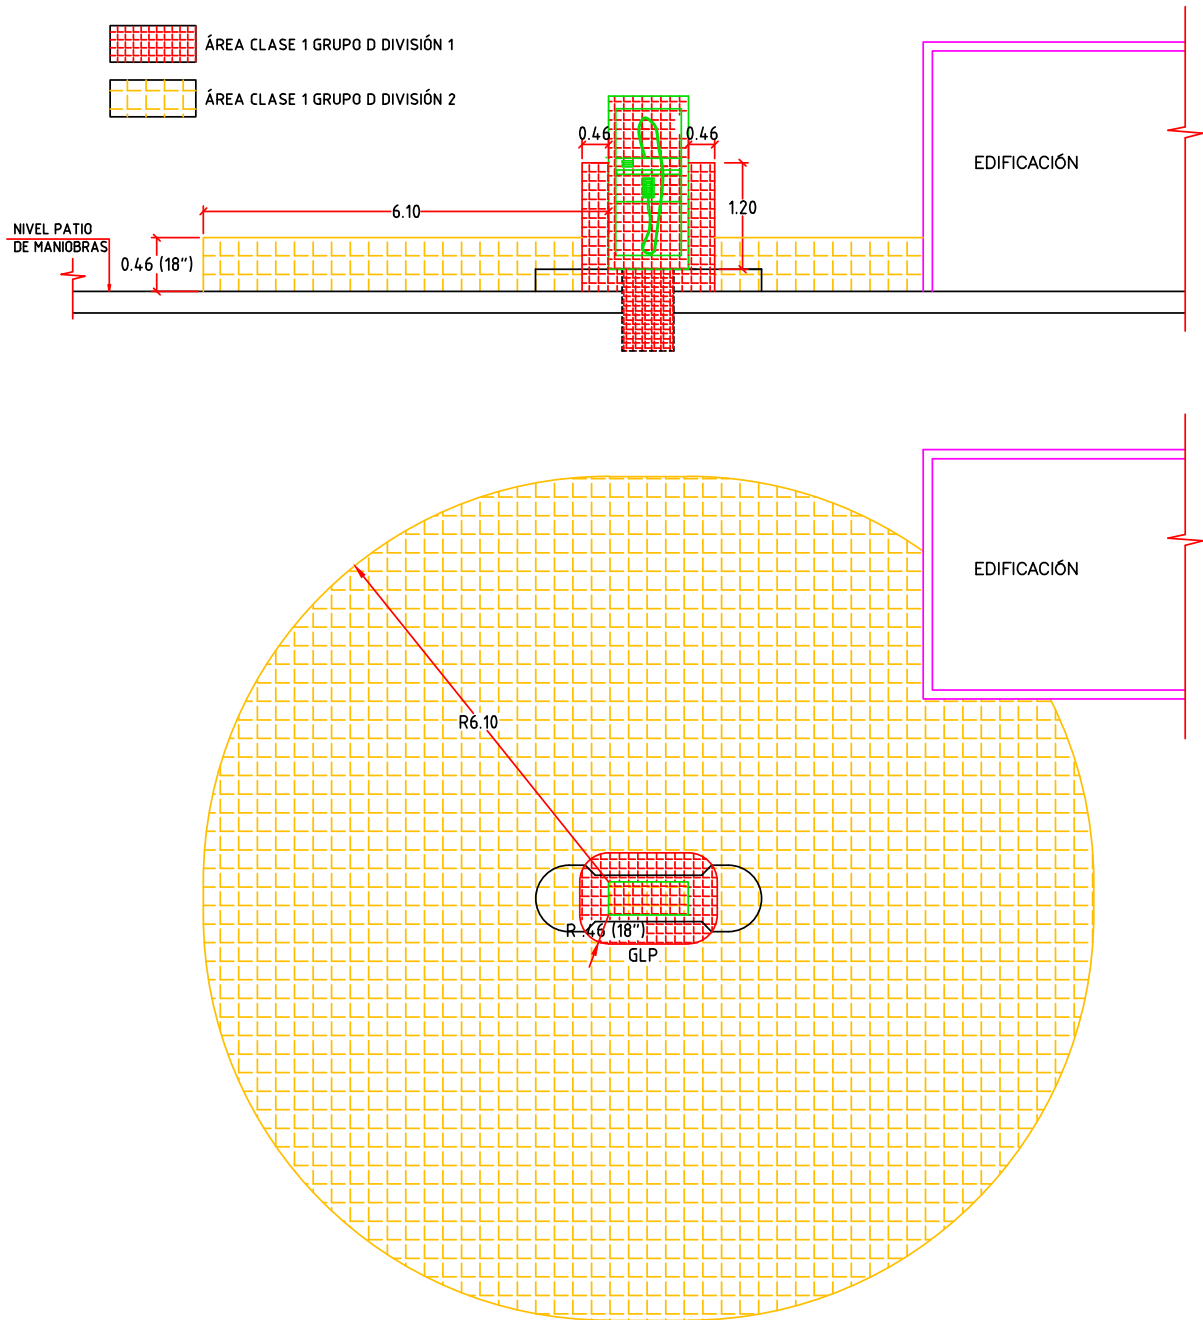 ÁREA CLASE 1 GRUPO D DIVISIÓN 1
ÁREA CLASE 1 GRUPO D DIVISIÓN 2
0.46
0.46
EDIFICACIÓN
6.10
1.20
NIVEL PATIO
DE MANIOBRAS
0.46 (18")
EDIFICACIÓN
R6.10
R .46 (18")
GLP